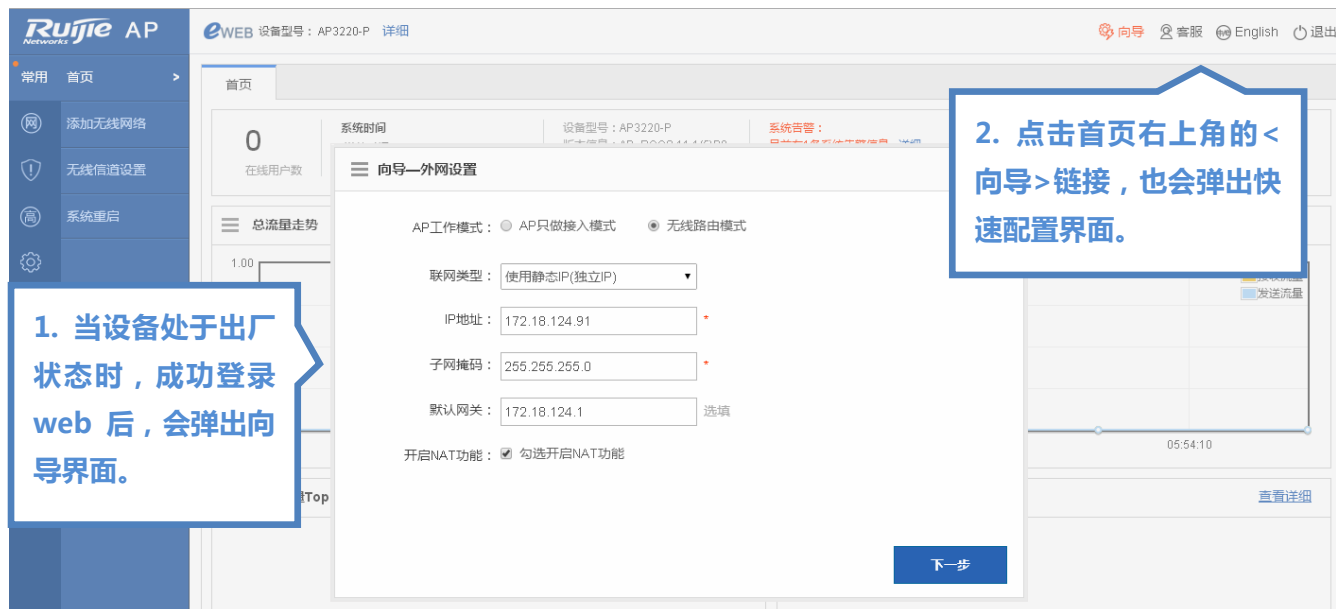 Ruijie AP
Networks
eWEB 设备型号：AP3220-P 详细
向导 客服 English 退出
常用 首页 >
首页
网 添加无线网络
无线信道设置
高 系统重启
0
在线用户数
系统时间
设备型号：AP3220-P
系统告警：
详细
总流量走势
1.00
向导—外网设置
AP工作模式： AP只做接入模式 无线路由模式
联网类型： 使用静态IP(独立IP)
IP地址： 172.18.124.91 *
子网掩码： 255.255.255.0 *
默认网关： 172.18.124.1 选填
开启NAT功能： 勾选开启NAT功能
下一步
1. 当设备处于出厂
状态时，成功登录
web 后，会弹出向
导界面。
2. 点击首页右上角的<
向导>链接，也会弹出快
速配置界面。
发送流量
05:54:10
Top
查看详细